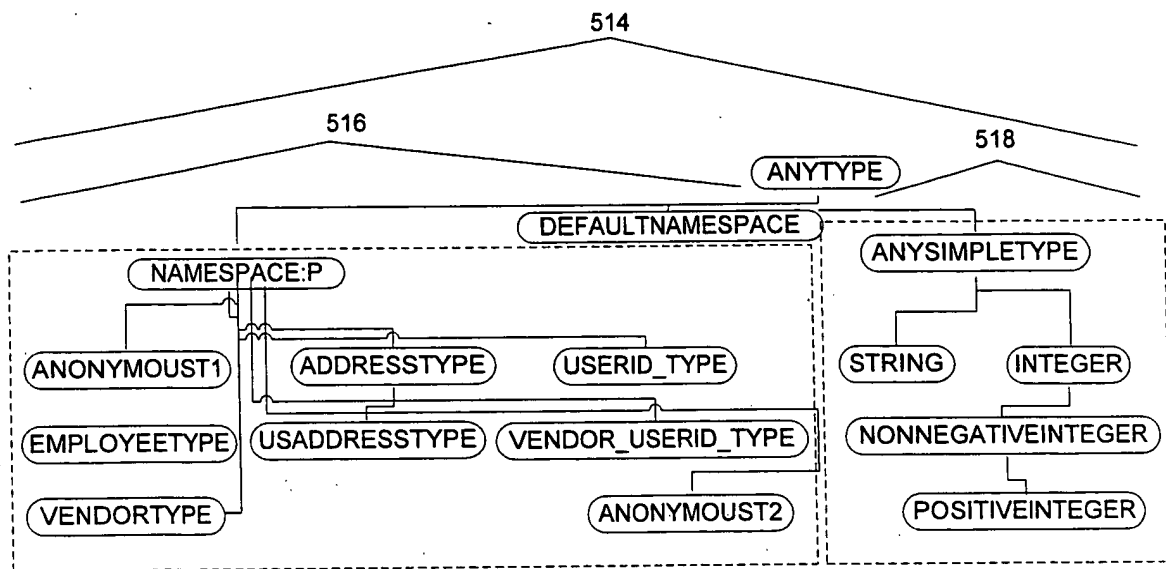 514
516
518
ANYTYPE
DEFAULTNAMESPACE
NAMESPACE:P
ANYSIMPLETYPE
ANONYMOUST1
ADDRESSTYPE
USERID_TYPE
STRING
INTEGER
EMPLOYEETYPE
USADDRESSTYPE
VENDOR_USERID_TYPE
NONNEGATIVEINTEGER
VENDORTYPE
ANONYMOUST2
POSITIVEINTEGER